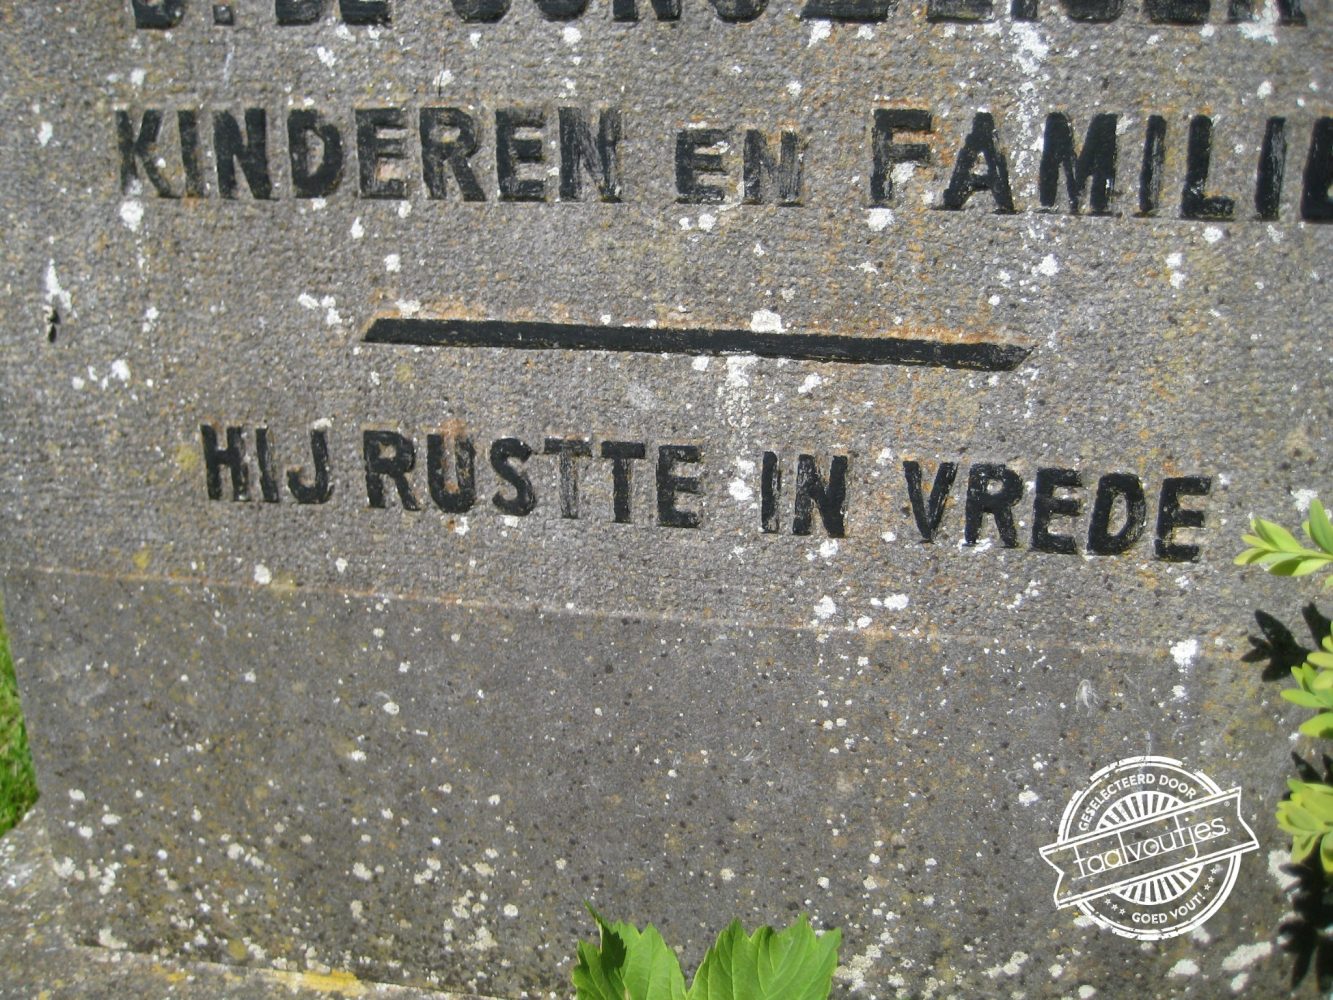 KINDEREN EN FAMILIE
HIJ RUSTTE IN VREDE
GESELECTEERD DOOR
taalvoutjes
GOED VOUT!